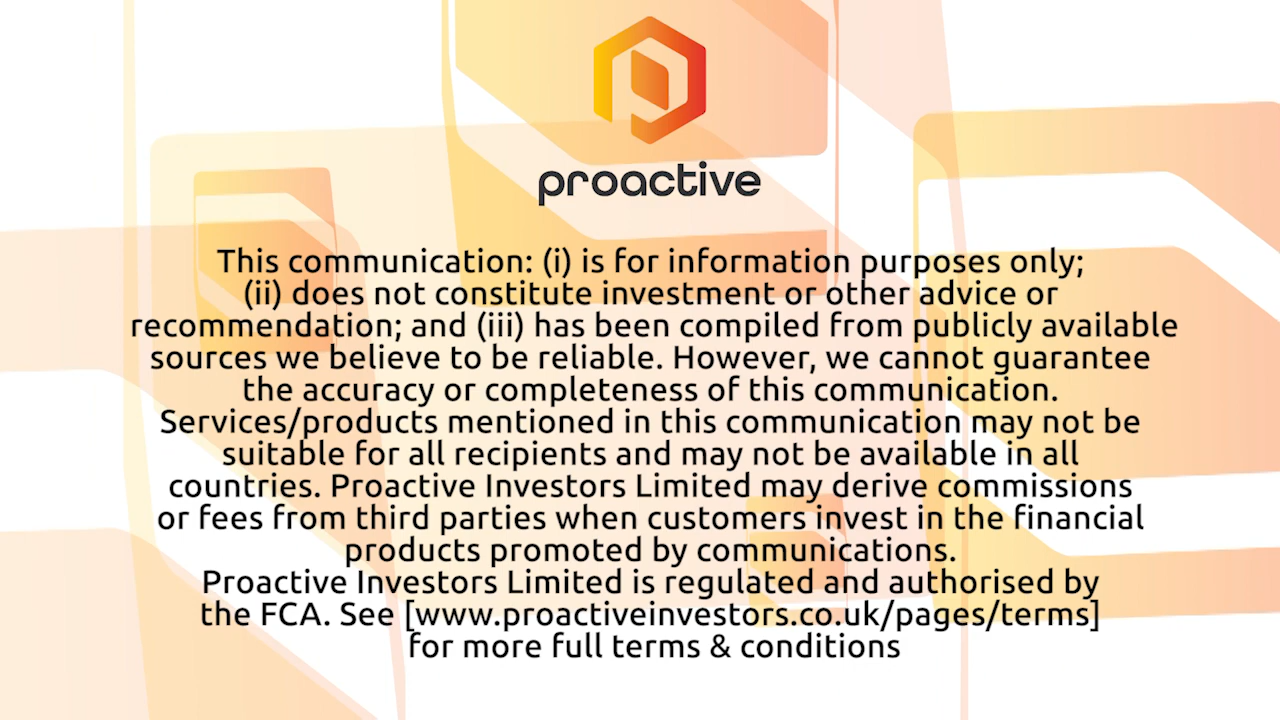 proactive
This communication: (i) is for information purposes only;
(ii) does not constitute investment or other advice or
recommendation; and (iii) has been compiled from publicly available
sources we believe to be reliable. However, we cannot guarantee
the accuracy or completeness of this communication.
Services/products mentioned in this communication may not be
suitable for all recipients and may not be available in all
countries. Proactive Investors Limited may derive commissions
or fees from third parties when customers invest in the financial
products promoted by communications.
Proactive Investors Limited is regulated and authorised by
the FCA. See [www.proactiveinvestors.co.uk/pages/terms]
for more full terms & conditions